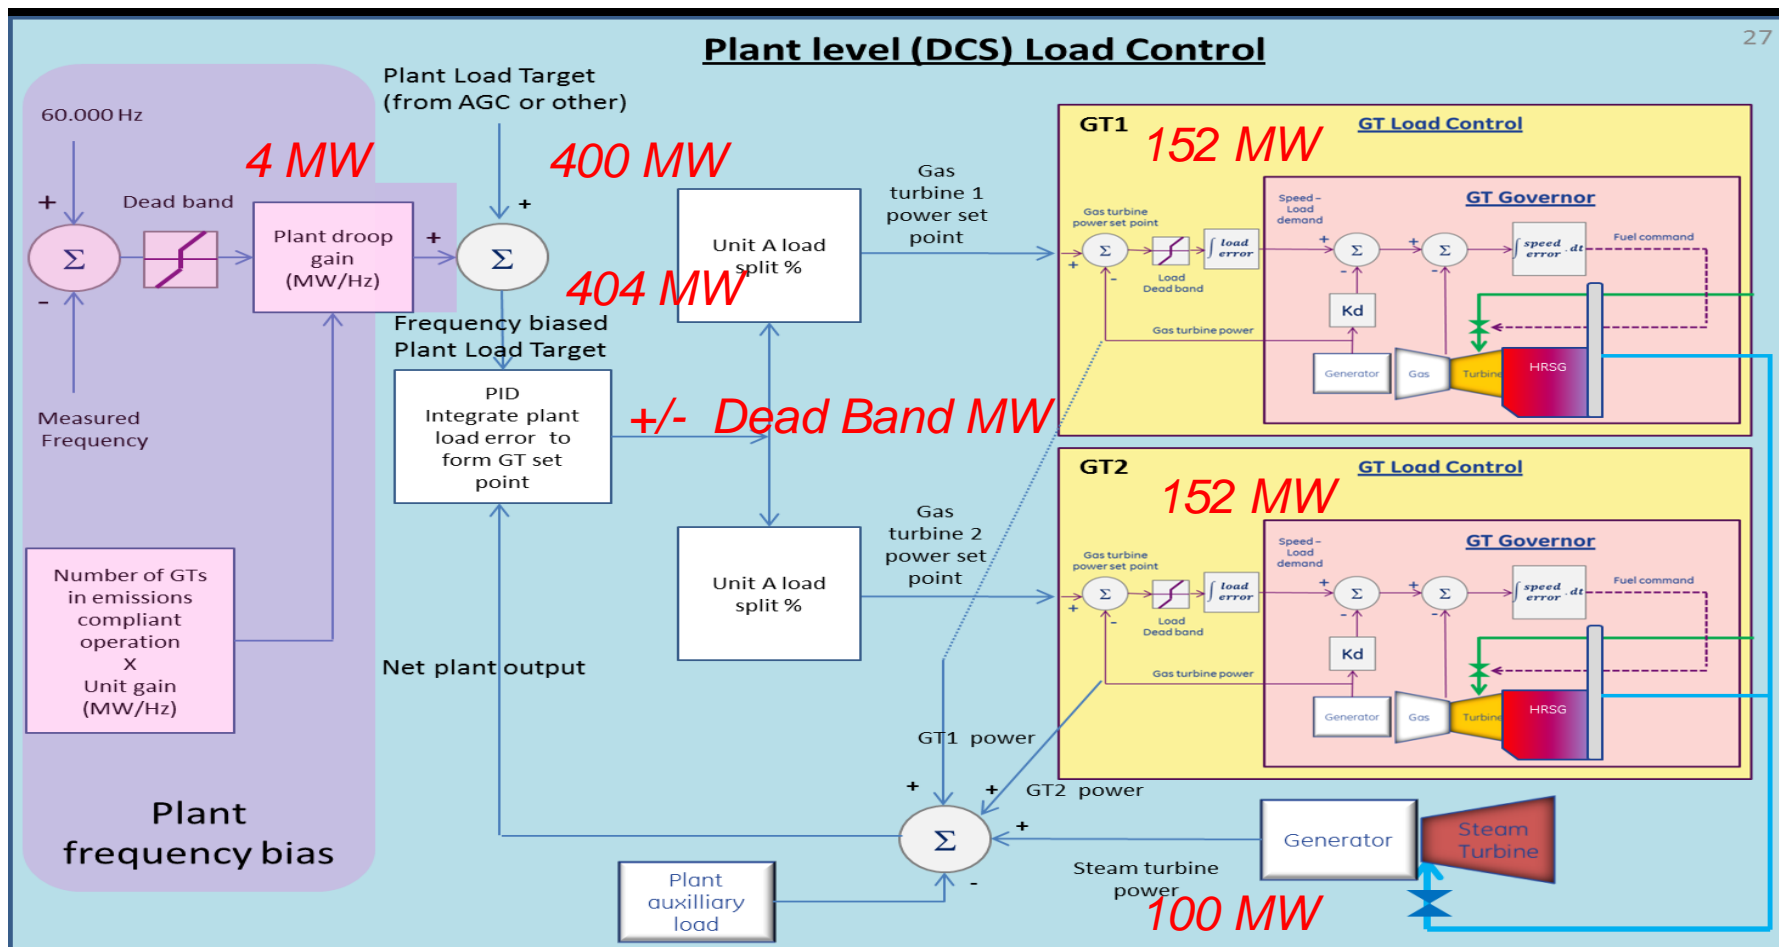 Plant level (DCS) Load Control
27
Plant Load Target
(from AGC or other)
60.000 Hz
4 MW
400 MW
+
Dead band
+
Σ
-
Plant droop
gain
(MW/Hz)
+
Σ
404 MW
Frequency biased
Plant Load Target
Measured
Frequency
PID
Integrate plant
load error to
form GT set
point
+/- Dead Band MW
Number of GTs
in emissions
compliant
operation
X
Unit gain
(MW/Hz)
Plant
frequency bias
Net plant output
Unit A load
split %
Gas
turbine 1
power set
point
Unit A load
split %
Gas
turbine 2
power set
point
GT1
152 MW
GT Load Control
GT Governor
Gas turbine
power set point
Speed –
Load
demand
+
Σ
-
Load
Dead band
∫ load
error
+
Σ
-
+
Σ
-
∫ speed
error . dt
Fuel command
Kd
Gas turbine power
Generator
Gas
Turbine
HRSG
GT2
GT Load Control
152 MW
GT Governor
Gas turbine
power set point
Speed –
Load
demand
+
Σ
-
Load
Dead band
∫ load
error
+
Σ
-
+
Σ
-
∫ speed
error . dt
Fuel command
Kd
Gas turbine power
Generator
Gas
Turbine
HRSG
GT1 power
+
+
GT2 power
Σ
+
-
Generator
Steam
Turbine
Steam turbine
power
100 MW
Plant
auxilliary
load